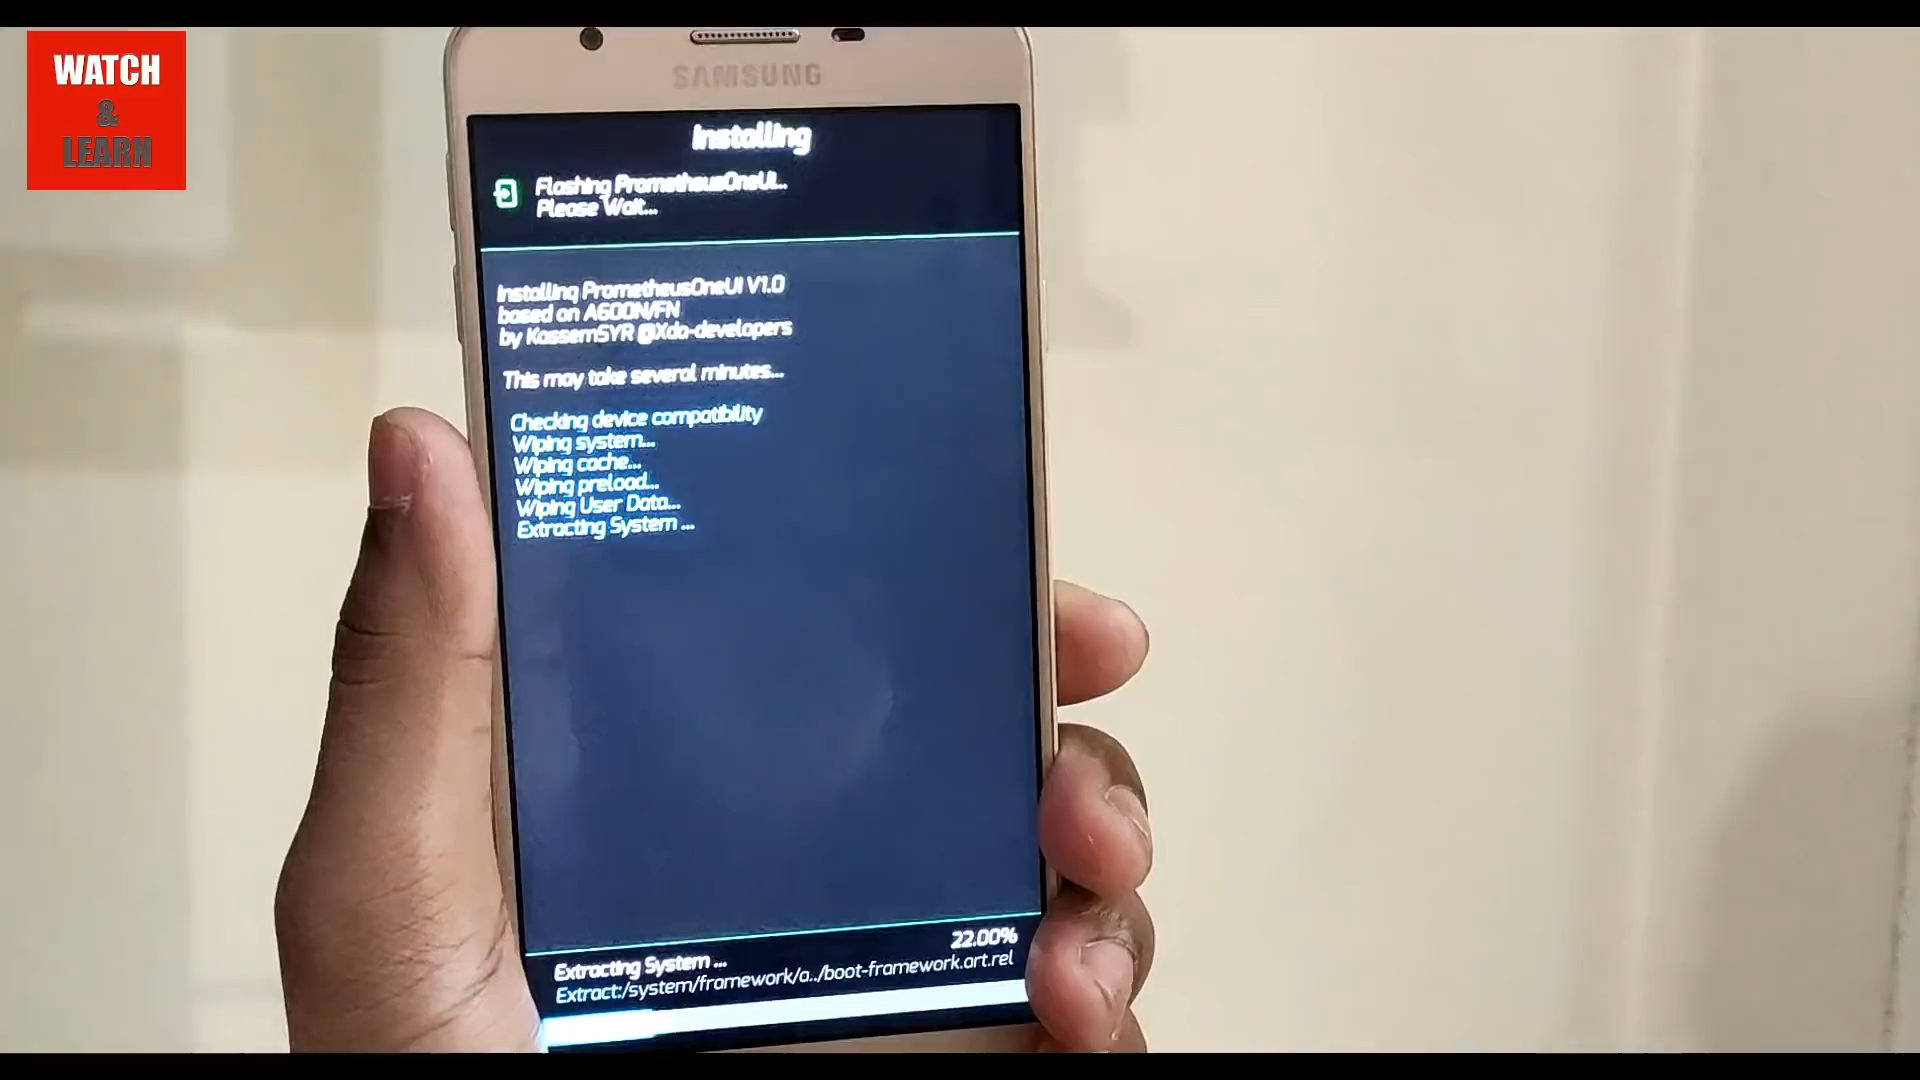 WATCH
&
LEARN
SAMSUNG
Installing
Flashing PrometheusOneUI...
Please Wait...
Installing PrometheusOneUI V1.0
based on A600N/FN
by KassemSYR @Xda-developers
This may take several minutes...
Checking device compatibility
Wiping system...
Wiping cache...
Wiping preload...
Wiping User Data...
Extracting System ...
22.00%
Extracting System ...
Extract:/system/framework/a../boot-framework.art.rel